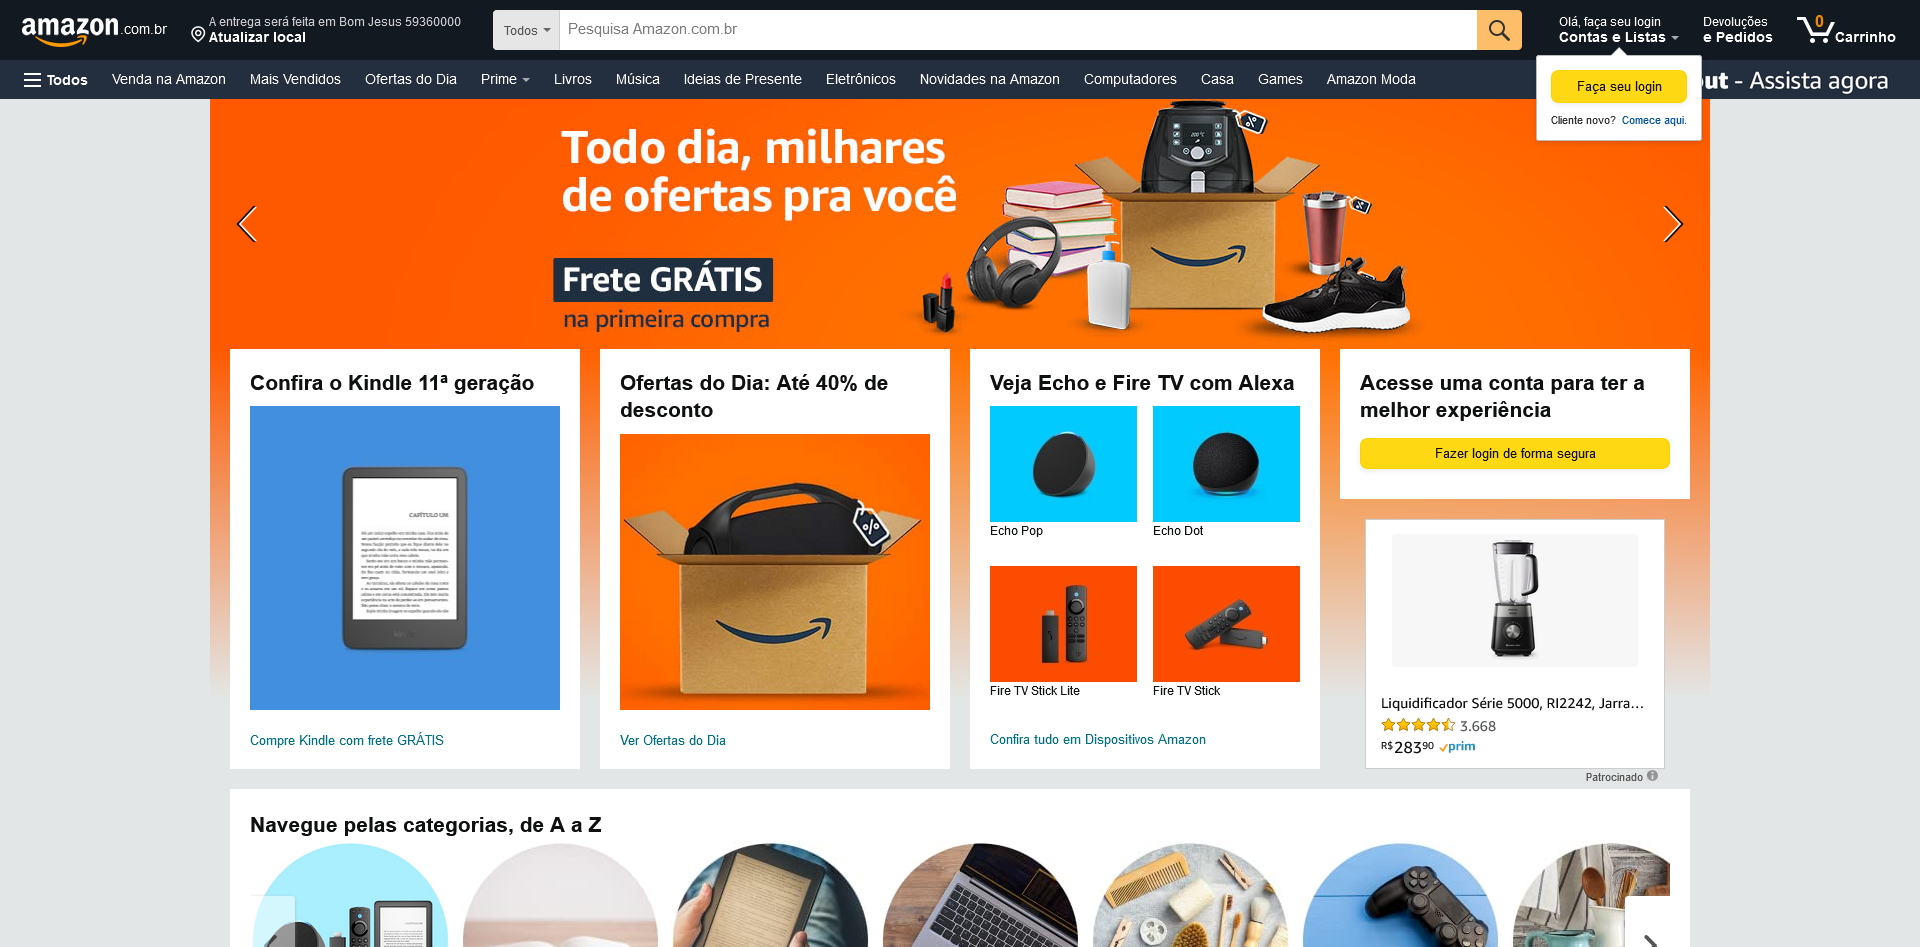 amazon.com.br
A entrega será feita em Bom Jesus 59360000
Atualizar local
Todos
Pesquisa Amazon.com.br
Olá, faça seu login
Contas e Listas
Devoluções
e Pedidos
0
Carrinho
Todos
Venda na Amazon
Mais Vendidos
Ofertas do Dia
Prime
Livros
Música
Ideias de Presente
Eletrônicos
Novidades na Amazon
Computadores
Casa
Games
Amazon Moda
out - Assista agora
Faça seu login
Cliente novo? Comece aqui.
Todo dia, milhares
de ofertas pra você
Frete GRÁTIS
na primeira compra
Confira o Kindle 11ª geração
CAPÍTULO UM
Compre Kindle com frete GRÁTIS
Ofertas do Dia: Até 40% de
desconto
Ver Ofertas do Dia
Veja Echo e Fire TV com Alexa
Echo Pop
Echo Dot
Fire TV Stick Lite
Fire TV Stick
Confira tudo em Dispositivos Amazon
Acesse uma conta para ter a
melhor experiência
Fazer login de forma segura
Liquidificador Série 5000, RI2242, Jarra...
3.668
R$ 283 90 prim
Patrocinado
Navegue pelas categorias, de A a Z